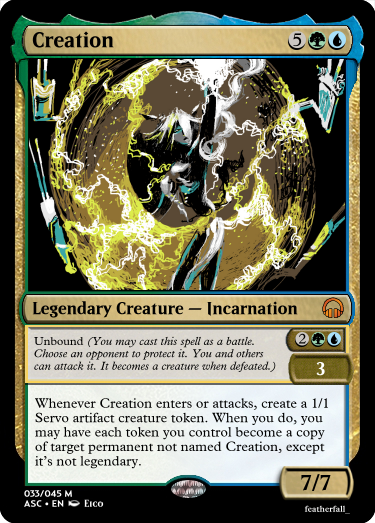 Creation 5
Legendary Creature — Incarnation
Unbound (You may cast this spell as a battle. 2
Choose an opponent to protect it. You and others
can attack it. It becomes a creature when defeated.) 3
Whenever Creation enters or attacks, create a 1/1
Servo artifact creature token. When you do, you
may have each token you control become a copy
of target permanent not named Creation, except
it's not legendary.
7/7
033/045 M
ASC • EN Eico
featherfall_